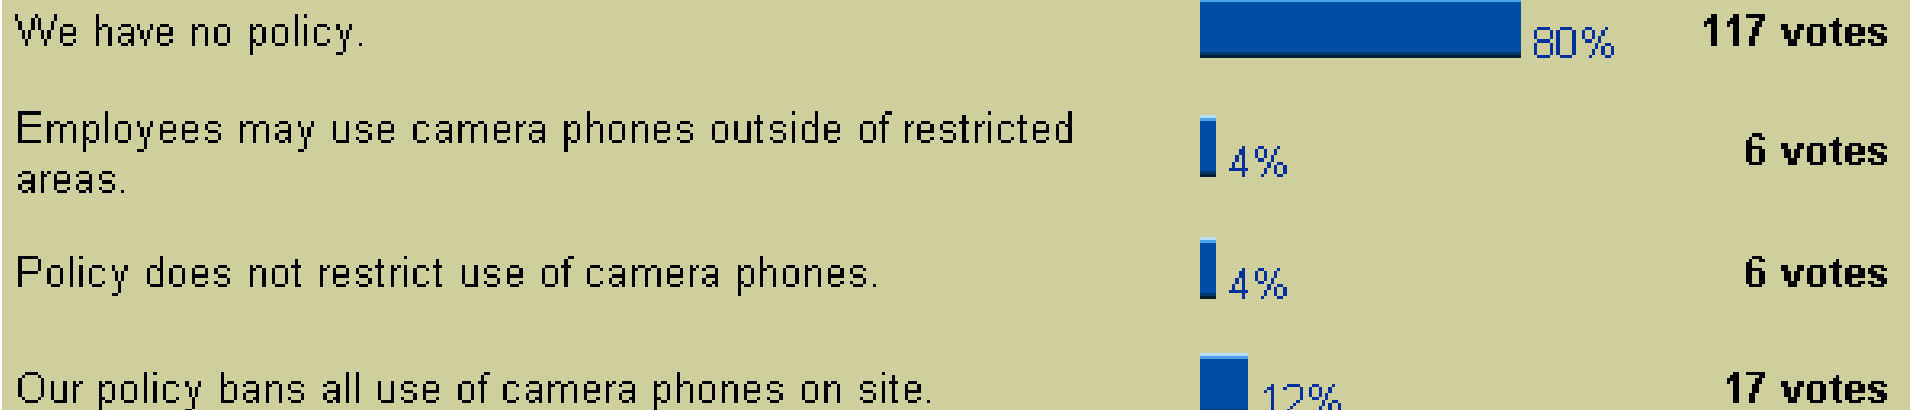 We have no policy. 80% 117 votes
Employees may use camera phones outside of restricted
areas. 4% 6 votes
Policy does not restrict use of camera phones. 4% 6 votes
Our policy bans all use of camera phones on site. 12% 17 votes